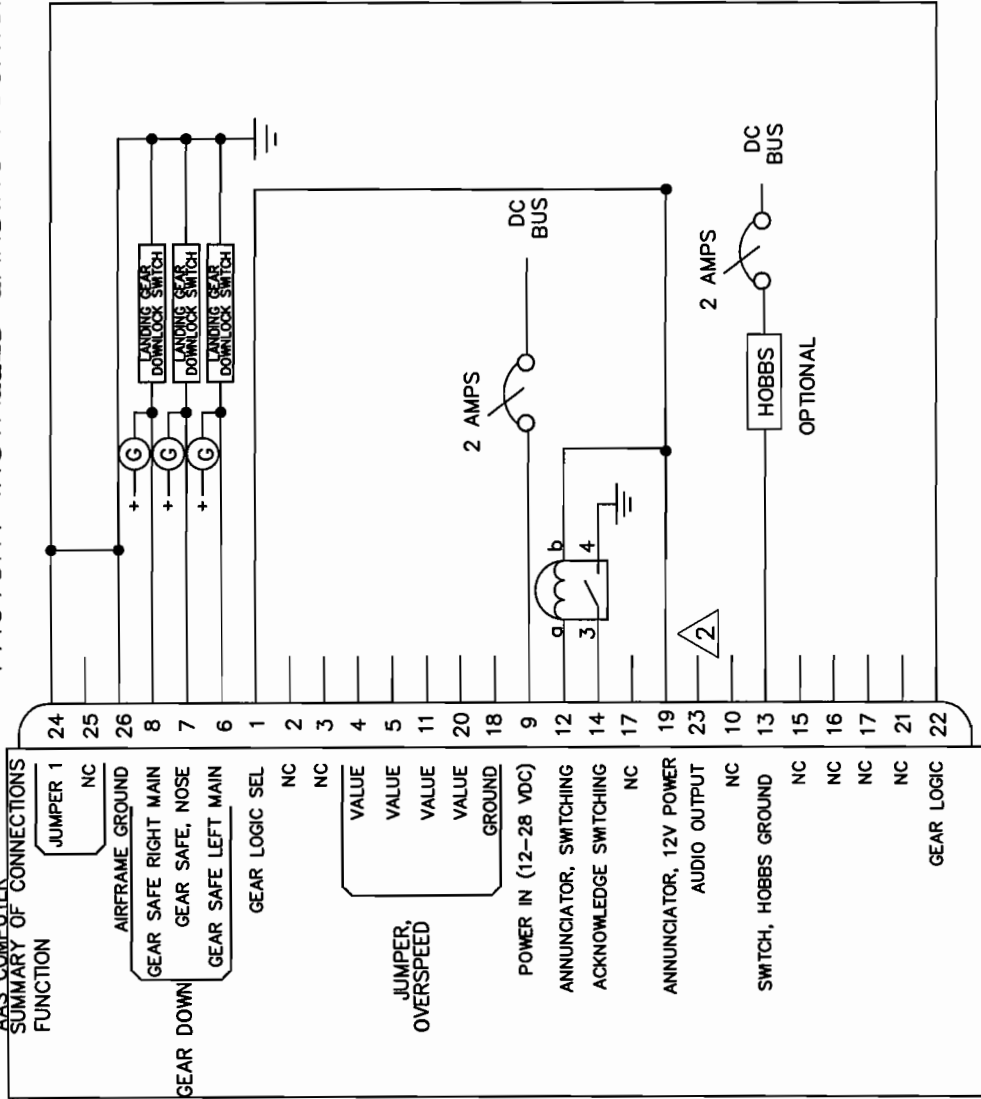 AAS COMPUTER
SUMMARY OF CONNECTIONS
FUNCTION
JUMPER 1 24
NC 25
AIRFRAME GROUND 26
GEAR DOWN
GEAR SAFE RIGHT MAIN 8
GEAR SAFE, NOSE 7
GEAR SAFE LEFT MAIN 6
GEAR LOGIC SEL 1
NC 2
NC 3
JUMPER,
OVERSPEED
VALUE 4
VALUE 5
VALUE 11
VALUE 20
GROUND 18
POWER IN (12-28 VDC) 9
ANNUNCIATOR, SWITCHING 12
ACKNOWLEDGE SWITCHING 14
NC 17
ANNUNCIATOR, 12V POWER 19
AUDIO OUTPUT 23
NC 10
SWITCH, HOBBS GROUND 13
NC 15
NC 16
NC 17
NC 21
GEAR LOGIC 22
+ G
LANDING GEAR
DOWNLOCK SWITCH
+ G
LANDING GEAR
DOWNLOCK SWITCH
+ G
LANDING GEAR
DOWNLOCK SWITCH
2 AMPS
DC
BUS
a b
3 4
2
HOBBS
OPTIONAL
2 AMPS
DC
BUS